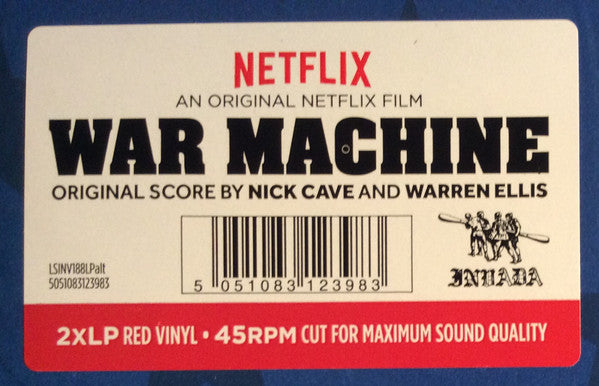 NETFLIX
AN ORIGINAL NETFLIX FILM
WAR MACHINE
ORIGINAL SCORE BY NICK CAVE AND WARREN ELLIS
LSINV188LPalt
5051083123983
5 051083 123983
INVADA
2XLP RED VINYL • 45RPM CUT FOR MAXIMUM SOUND QUALITY